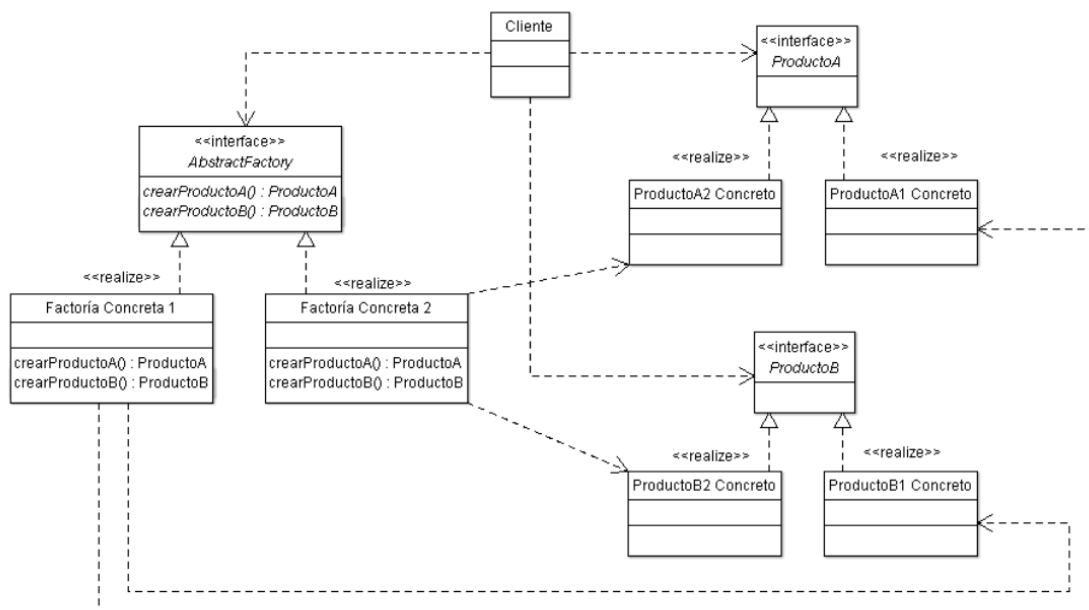 Cliente
<<interface>>
ProductoA
<<interface>>
AbstractFactory
crearProductoA() : ProductoA
crearProductoB() : ProductoB
<<realize>>
<<realize>>
ProductoA2 Concreto
ProductoA1 Concreto
<<realize>>
<<realize>>
Factoría Concreta 1
crearProductoA() : ProductoA
crearProductoB() : ProductoB
Factoría Concreta 2
crearProductoA() : ProductoA
crearProductoB() : ProductoB
<<interface>>
ProductoB
<<realize>>
<<realize>>
ProductoB2 Concreto
ProductoB1 Concreto